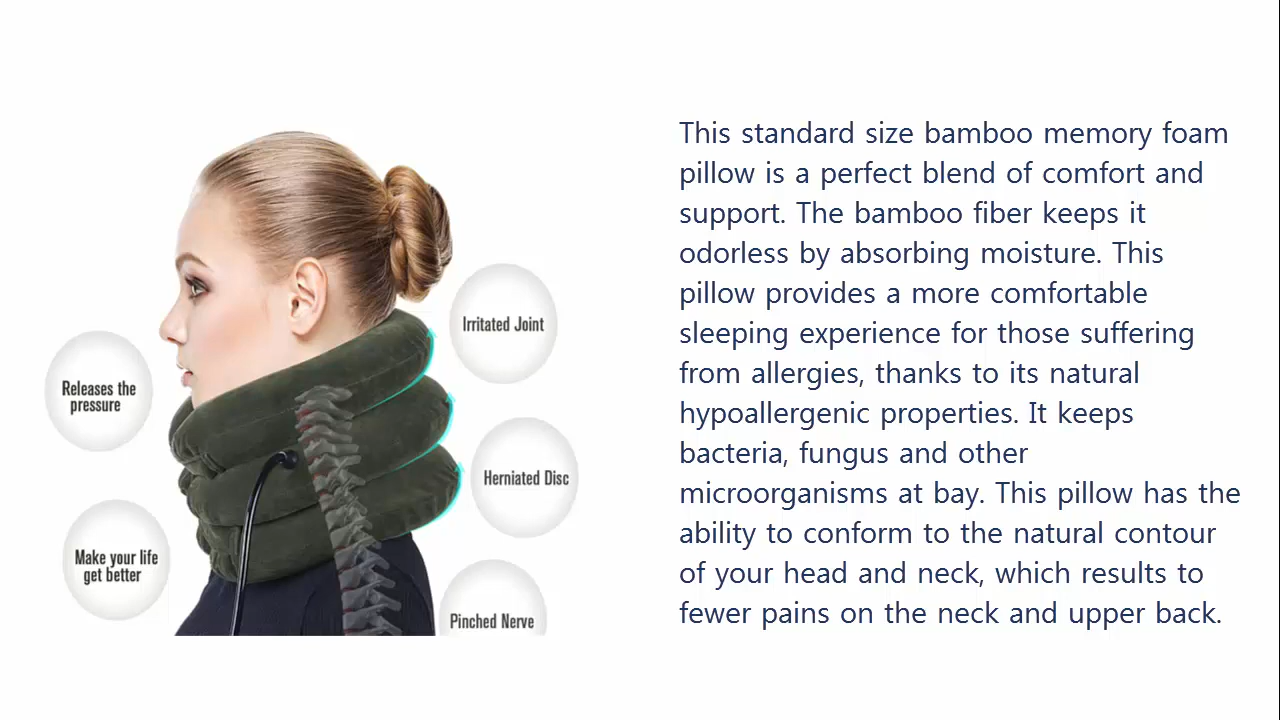 Irritated Joint
Releases the
pressure
Herniated Disc
Make your life
get better
Pinched Nerve
This standard size bamboo memory foam
pillow is a perfect blend of comfort and
support. The bamboo fiber keeps it
odorless by absorbing moisture. This
pillow provides a more comfortable
sleeping experience for those suffering
from allergies, thanks to its natural
hypoallergenic properties. It keeps
bacteria, fungus and other
microorganisms at bay. This pillow has the
ability to conform to the natural contour
of your head and neck, which results to
fewer pains on the neck and upper back.